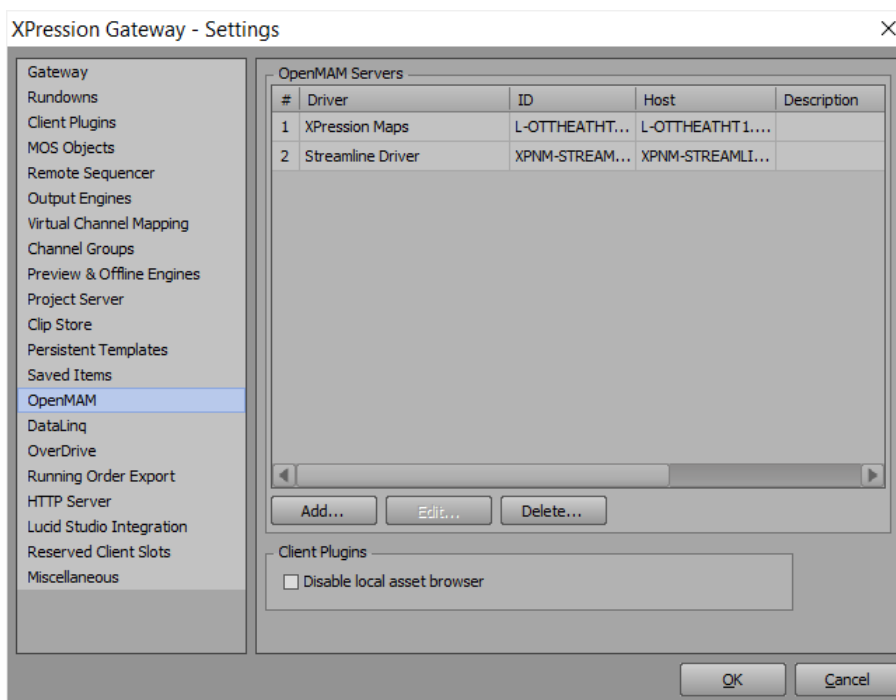 XPression Gateway - Settings
Gateway
Rundowns
Client Plugins
MOS Objects
Remote Sequencer
Output Engines
Virtual Channel Mapping
Channel Groups
Preview & Offline Engines
Project Server
Clip Store
Persistent Templates
Saved Items
OpenMAM
DataLinq
OverDrive
Running Order Export
HTTP Server
Lucid Studio Integration
Reserved Client Slots
Miscellaneous
OpenMAM Servers
# Driver ID Host Description
1 XPression Maps L-OTTHEATHT... L-OTTHEATHT1....
2 Streamline Driver XPNM-STREAM... XPNM-STREAMLI...
Add... Edit... Delete...
Client Plugins
Disable local asset browser
OK Cancel